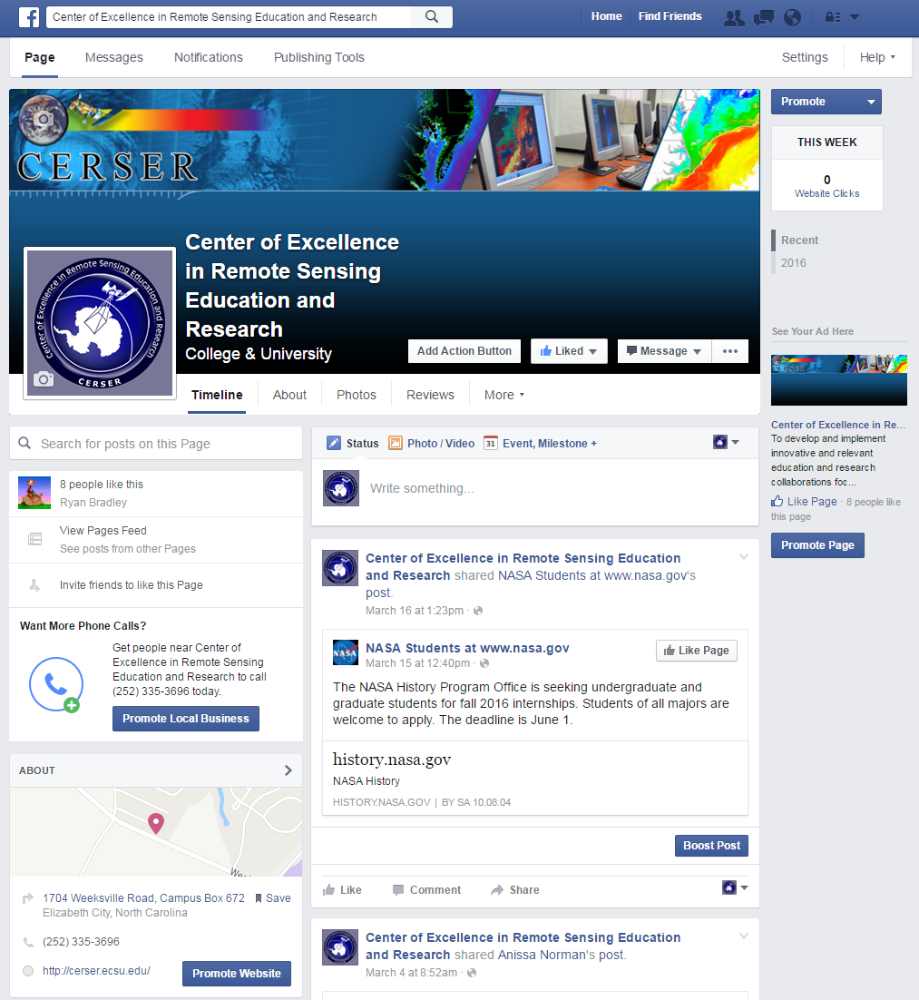 Center of Excellence in Remote Sensing Education and Research
Home
Find Friends
Page
Messages
Notifications
Publishing Tools
Settings
Help
CERSER
Center of Excellence in Remote Sensing Education and Research
CERSER
Center of Excellence
in Remote Sensing
Education and
Research
College & University
Add Action Button
Liked
Message
Timeline
About
Photos
Reviews
More
Promote
THIS WEEK
0
Website Clicks
Recent
2016
See Your Ad Here
CERSER
Center of Excellence in Re...
To develop and implement
innovative and relevant
education and research
collaborations foc...
Like Page · 8 people like
this page
Promote Page
Search for posts on this Page
8 people like this
Ryan Bradley
View Pages Feed
See posts from other Pages
Invite friends to like this Page
Want More Phone Calls?
Get people near Center of
Excellence in Remote Sensing
Education and Research to call
(252) 335-3696 today.
Promote Local Business
ABOUT
We
1704 Weeksville Road, Campus Box 672
Save
Elizabeth City, North Carolina
(252) 335-3696
http://cerser.ecsu.edu/
Promote Website
Status
Photo / Video
31
Event, Milestone +
Write something...
Center of Excellence in Remote Sensing Education
and Research shared NASA Students at www.nasa.gov's
post.
March 16 at 1:23pm ·
NASA
NASA Students at www.nasa.gov
March 15 at 12:40pm ·
Like Page
The NASA History Program Office is seeking undergraduate and
graduate students for fall 2016 internships. Students of all majors are
welcome to apply. The deadline is June 1.
history.nasa.gov
NASA History
HISTORY.NASA.GOV | BY SA 10.08.04
Boost Post
Like
Comment
Share
Center of Excellence in Remote Sensing Education
and Research shared Anissa Norman's post.
March 4 at 8:52am ·